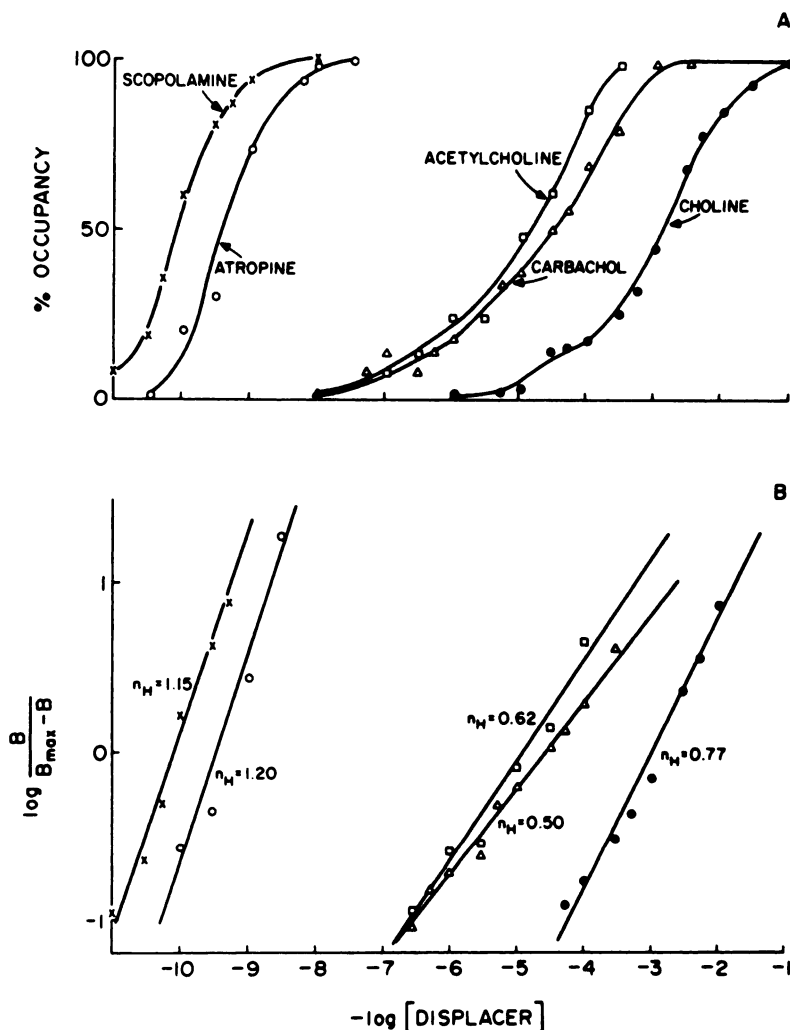 A
100
50
0
% OCCUPANCY
SCOPOLAMINE
ATROPINE
ACETYLCHOLINE
CARBACHOL
CHOLINE
B
1
0
-1
log B / Bmax - B
nH=1.15
nH=1.20
nH=0.62
nH=0.50
nH=0.77
-10 -9 -8 -7 -6 -5 -4 -3 -2 -1
-log [DISPLACER]